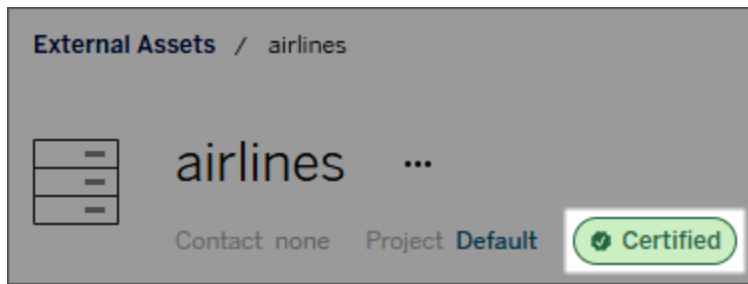 External Assets / airlines
airlines ...
Contact none Project Default Certified